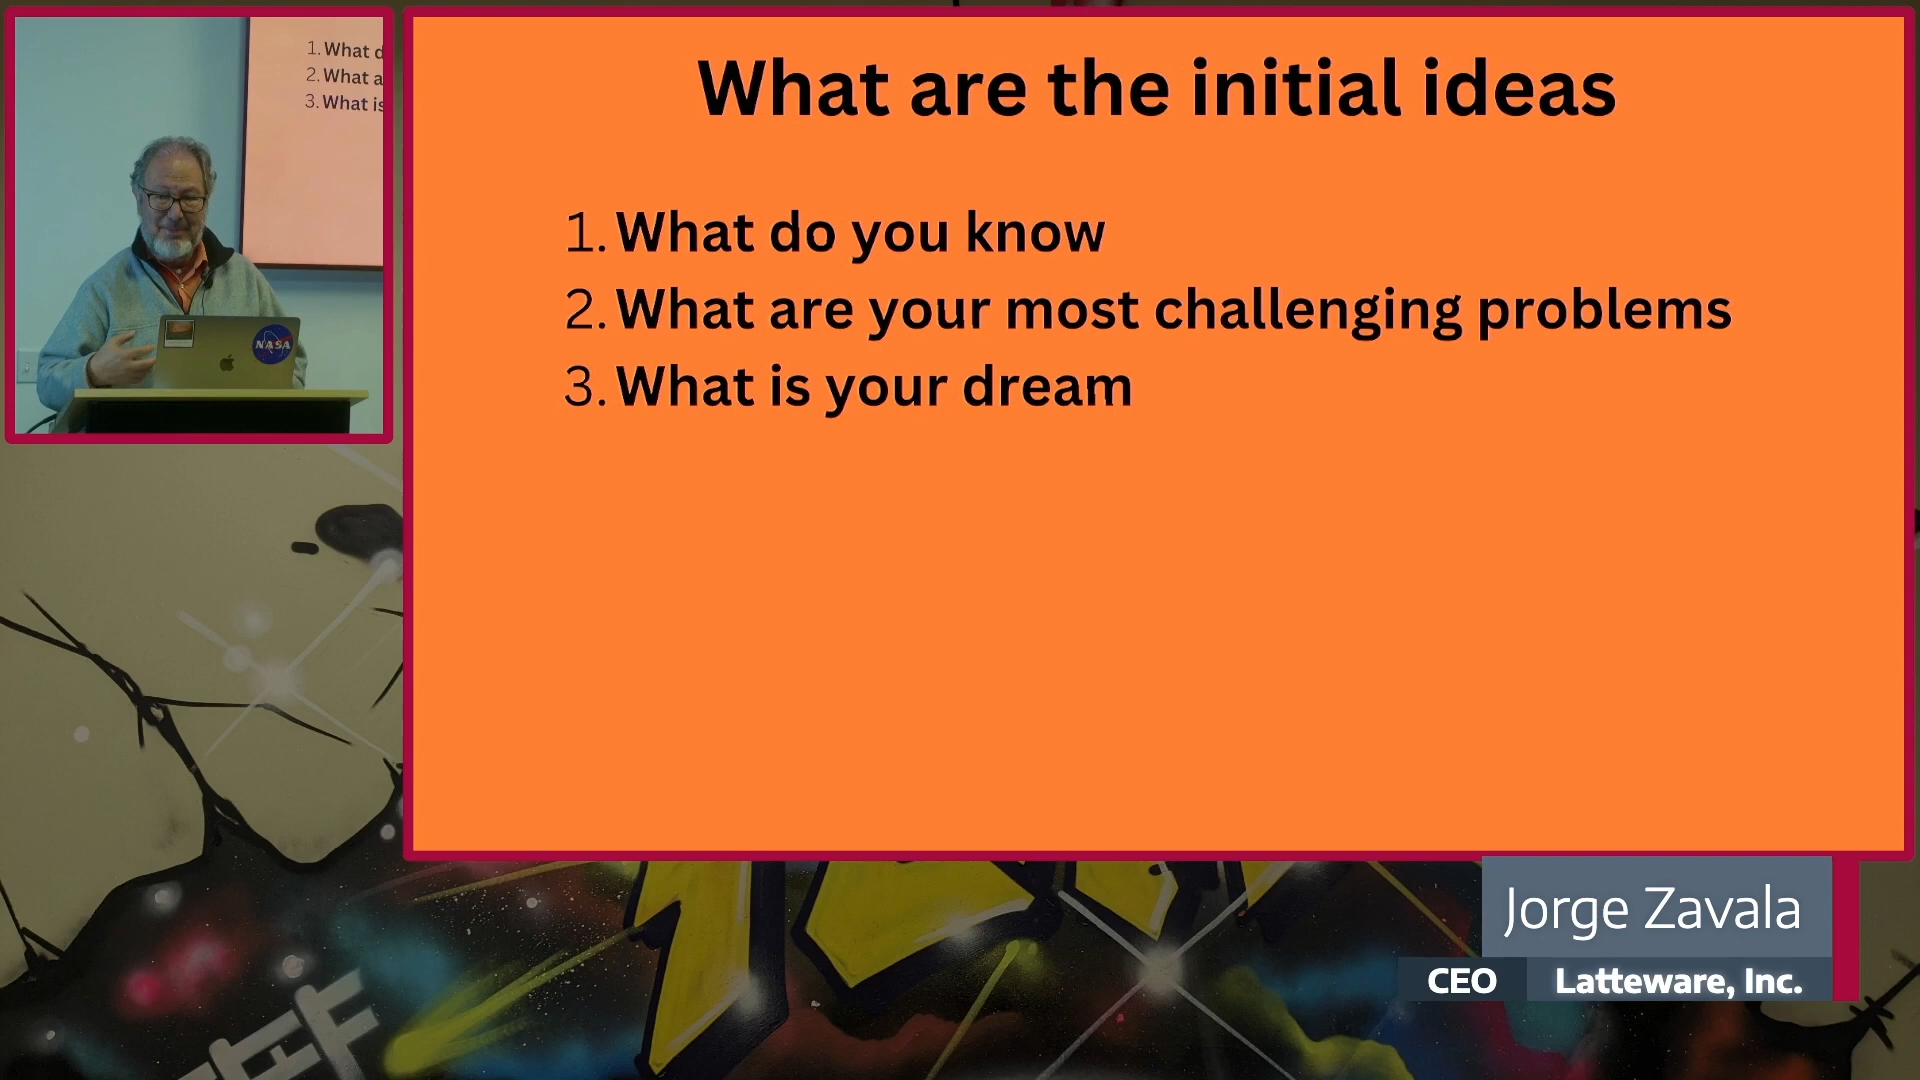 1. What d
2. What a
3. What is
NASA
What are the initial ideas
1. What do you know
2. What are your most challenging problems
3. What is your dream
Jorge Zavala
CEO Latteware, Inc.